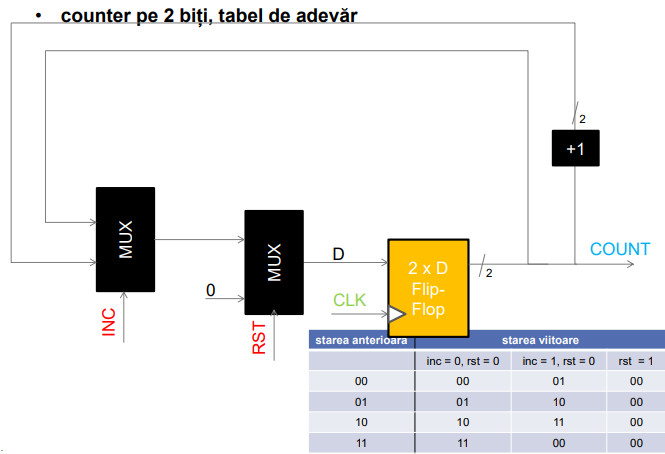 • counter pe 2 biți, tabel de adevăr
2
+1
MUX
MUX
COUNT
D
2 x D
Flip-
Flop
2
0
CLK
INC
RST
starea anterioara starea viitoare
inc = 0, rst = 0 inc = 1, rst = 0 rst = 1
00 00 01 00
01 01 10 00
10 10 11 00
11 11 00 00